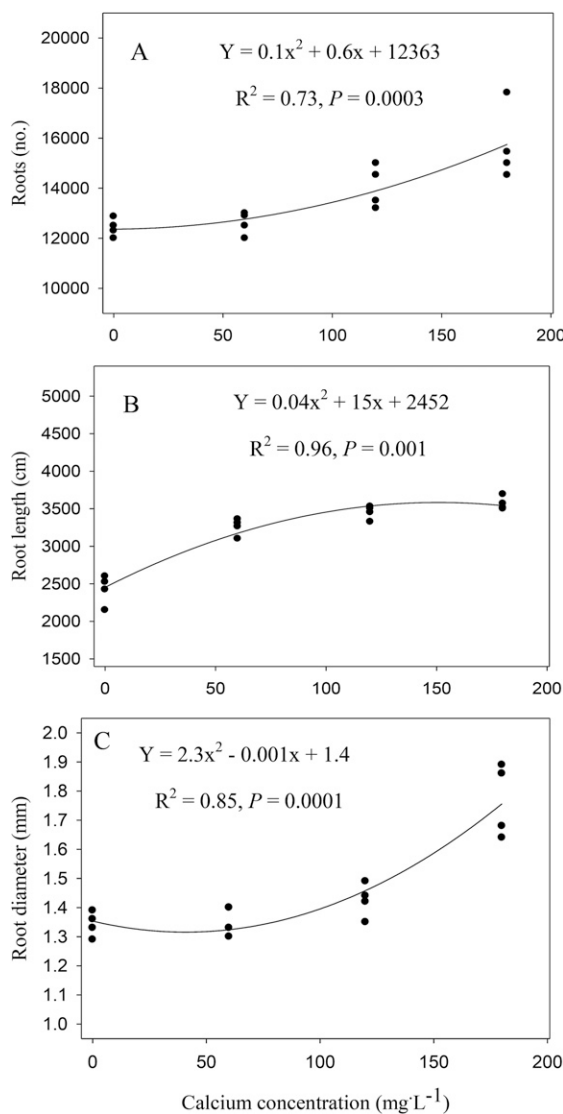 A
Y = 0.1x² + 0.6x + 12363
R² = 0.73, P = 0.0003
Roots (no.)
20000
18000
16000
14000
12000
10000
0 50 100 150 200
B
Y = 0.04x² + 15x + 2452
R² = 0.96, P = 0.001
Root length (cm)
5000
4500
4000
3500
3000
2500
2000
1500
0 50 100 150 200
C
Y = 2.3x² - 0.001x + 1.4
R² = 0.85, P = 0.0001
Root diameter (mm)
2.0
1.9
1.8
1.7
1.6
1.5
1.4
1.3
1.2
1.1
1.0
0 50 100 150 200
Calcium concentration (mg·L⁻¹)